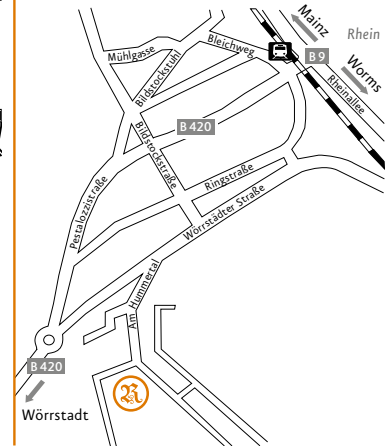 Mainz
Rhein
Mühlgasse
Bildstockstuhl
Bleichweg
B 9
Worms
Rheinallee
B 420
Bildstockstraße
Pestalozzistraße
Ringstraße
Wörrstädter Straße
Am Hummertal
B 420
R
Wörrstadt